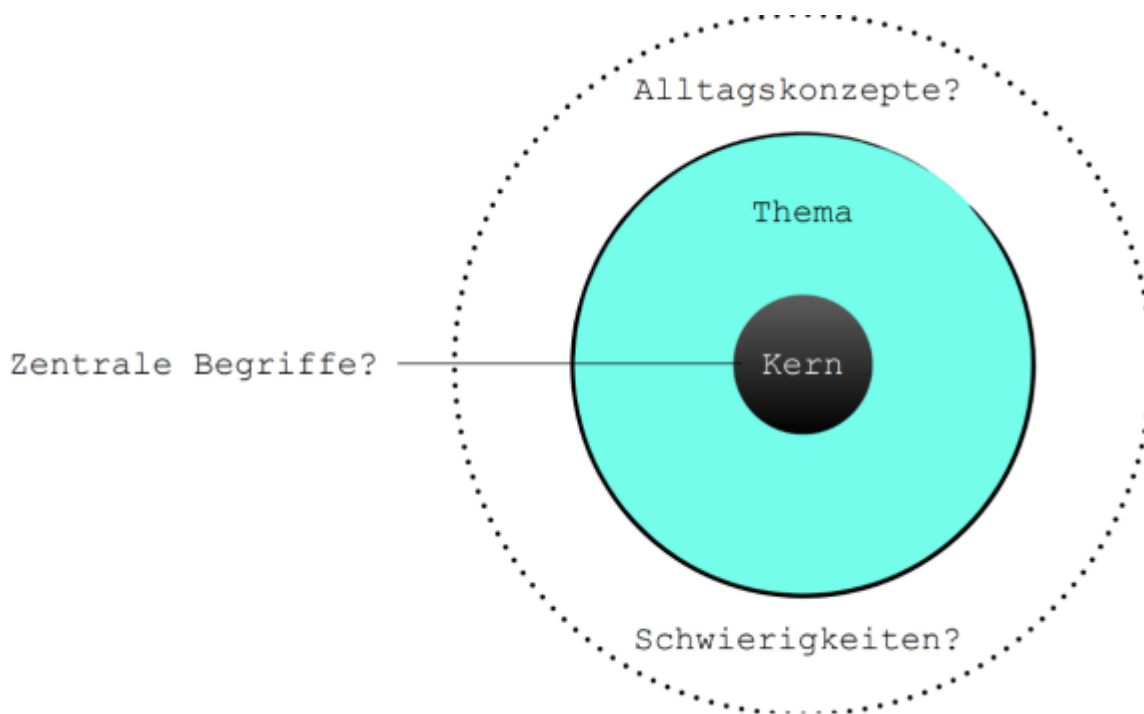 Alltagskonzepte?
Thema
Zentrale Begriffe?
Kern
Schwierigkeiten?